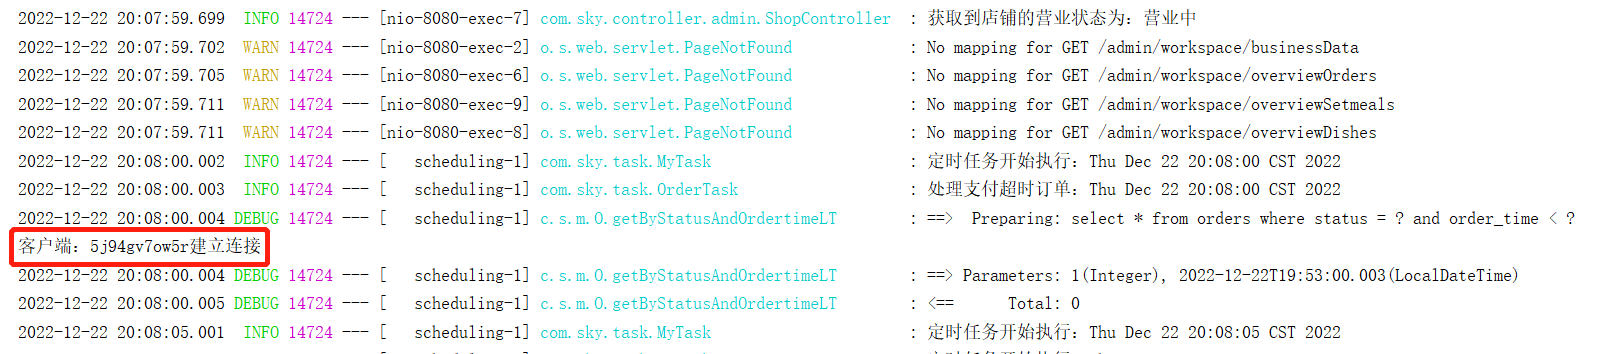 2022-12-22 20:07:59.699  INFO 14724 --- [nio-8080-exec-7] com.sky.controller.admin.ShopController  : 获取到店铺的营业状态为：营业中
2022-12-22 20:07:59.702  WARN 14724 --- [nio-8080-exec-2] o.s.web.servlet.PageNotFound             : No mapping for GET /admin/workspace/businessData
2022-12-22 20:07:59.705  WARN 14724 --- [nio-8080-exec-6] o.s.web.servlet.PageNotFound             : No mapping for GET /admin/workspace/overviewOrders
2022-12-22 20:07:59.711  WARN 14724 --- [nio-8080-exec-9] o.s.web.servlet.PageNotFound             : No mapping for GET /admin/workspace/overviewSetmeals
2022-12-22 20:07:59.711  WARN 14724 --- [nio-8080-exec-8] o.s.web.servlet.PageNotFound             : No mapping for GET /admin/workspace/overviewDishes
2022-12-22 20:08:00.002  INFO 14724 --- [   scheduling-1] com.sky.task.MyTask                      : 定时任务开始执行：Thu Dec 22 20:08:00 CST 2022
2022-12-22 20:08:00.003  INFO 14724 --- [   scheduling-1] com.sky.task.OrderTask                   : 处理支付超时订单：Thu Dec 22 20:08:00 CST 2022
2022-12-22 20:08:00.004 DEBUG 14724 --- [   scheduling-1] c.s.m.O.getByStatusAndOrdertimeLT        : ==>  Preparing: select * from orders where status = ? and order_time < ?
客户端：5j94gv7ow5r建立连接
2022-12-22 20:08:00.004 DEBUG 14724 --- [   scheduling-1] c.s.m.O.getByStatusAndOrdertimeLT        : ==> Parameters: 1(Integer), 2022-12-22T19:53:00.003(LocalDateTime)
2022-12-22 20:08:00.005 DEBUG 14724 --- [   scheduling-1] c.s.m.O.getByStatusAndOrdertimeLT        : <==      Total: 0
2022-12-22 20:08:05.001  INFO 14724 --- [   scheduling-1] com.sky.task.MyTask                      : 定时任务开始执行：Thu Dec 22 20:08:05 CST 2022